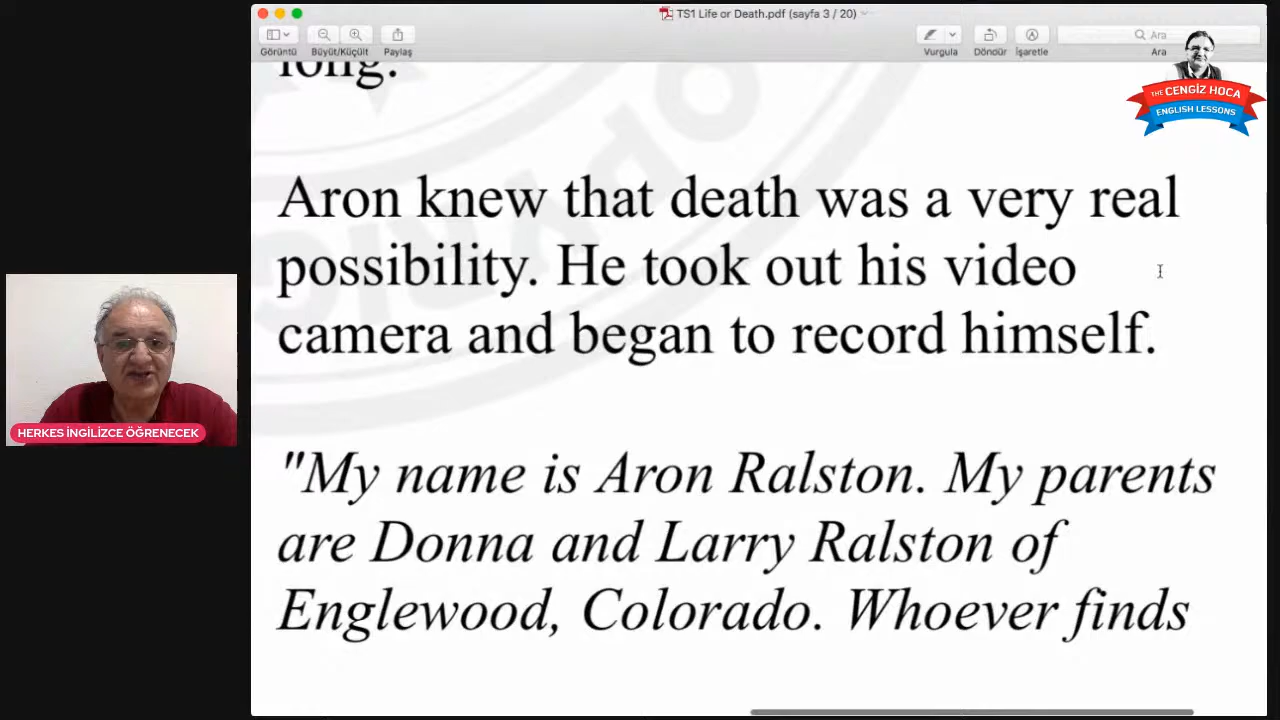 TS1 Life or Death.pdf (sayfa 3 / 20)
Görüntü
Büyüt/Küçült
Paylaş
Vurgula
Döndür
İşaretle
Ara
Ara
THE CENGİZ HOCA
ENGLISH LESSONS
long.
Aron knew that death was a very real
possibility. He took out his video
camera and began to record himself.
"My name is Aron Ralston. My parents
are Donna and Larry Ralston of
Englewood, Colorado. Whoever finds
HERKES İNGİLİZCE ÖĞRENECEK